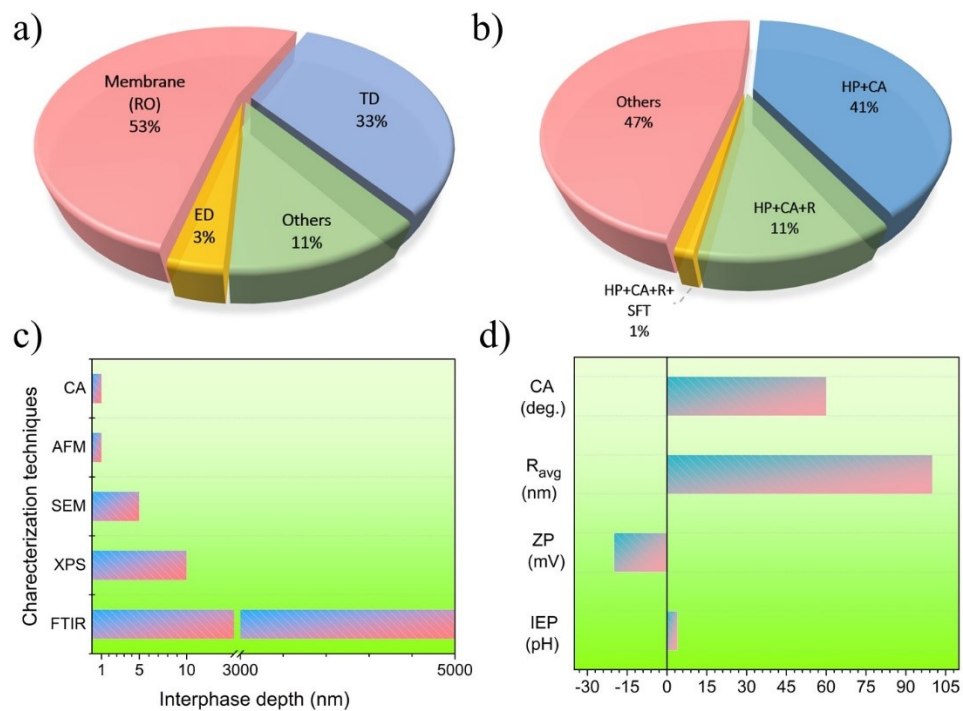 a)
Membrane
(RO)
53%
TD
33%
ED
3%
Others
11%
b)
Others
47%
HP+CA
41%
HP+CA+R
11%
HP+CA+R+
SFT
1%
c)
Charecterization techniques
CA
AFM
SEM
XPS
FTIR
1 5 10 3000 5000
Interphase depth (nm)
d)
CA
(deg.)
Ravg
(nm)
ZP
(mV)
IEP
(pH)
-30 -15 0 15 30 45 60 75 90 105